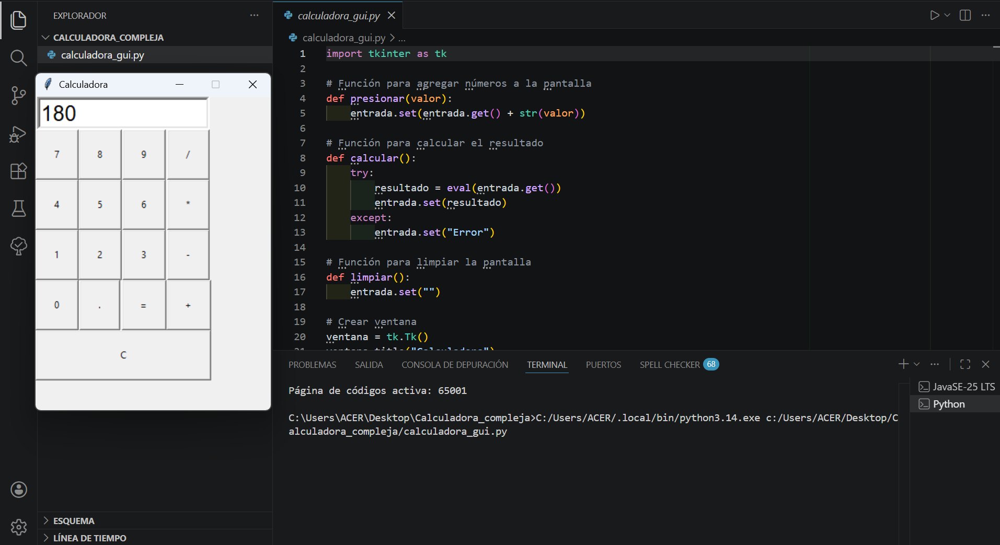 EXPLORADOR
CALCULADORA_COMPLEJA
calculadora_gui.py
Calculadora
180
7 8 9 /
4 5 6 *
1 2 3 -
0 . = +
C
ESQUEMA
LÍNEA DE TIEMPO
calculadora_gui.py
calculadora_gui.py > ...
1 import tkinter as tk
2
3 # Función para agregar números a la pantalla
4 def presionar(valor):
5     entrada.set(entrada.get() + str(valor))
6
7 # Función para calcular el resultado
8 def calcular():
9     try:
10         resultado = eval(entrada.get())
11         entrada.set(resultado)
12     except:
13         entrada.set("Error")
14
15 # Función para limpiar la pantalla
16 def limpiar():
17     entrada.set("")
18
19 # Crear ventana
20 ventana = tk.Tk()
21 ventana.title("Calculadora")
PROBLEMAS SALIDA CONSOLA DE DEPURACIÓN TERMINAL PUERTOS SPELL CHECKER 68
Página de códigos activa: 65001
C:\Users\ACER\Desktop\Calculadora_compleja>C:/Users/ACER/.local/bin/python3.14.exe c:/Users/ACER/Desktop/C
alculadora_compleja/calculadora_gui.py
JavaSE-25 LTS
Python